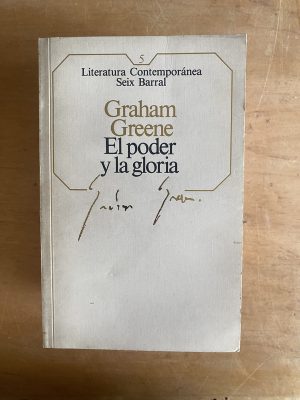 5
Literatura Contemporánea
Seix Barral
Graham
Greene
El poder
y la gloria